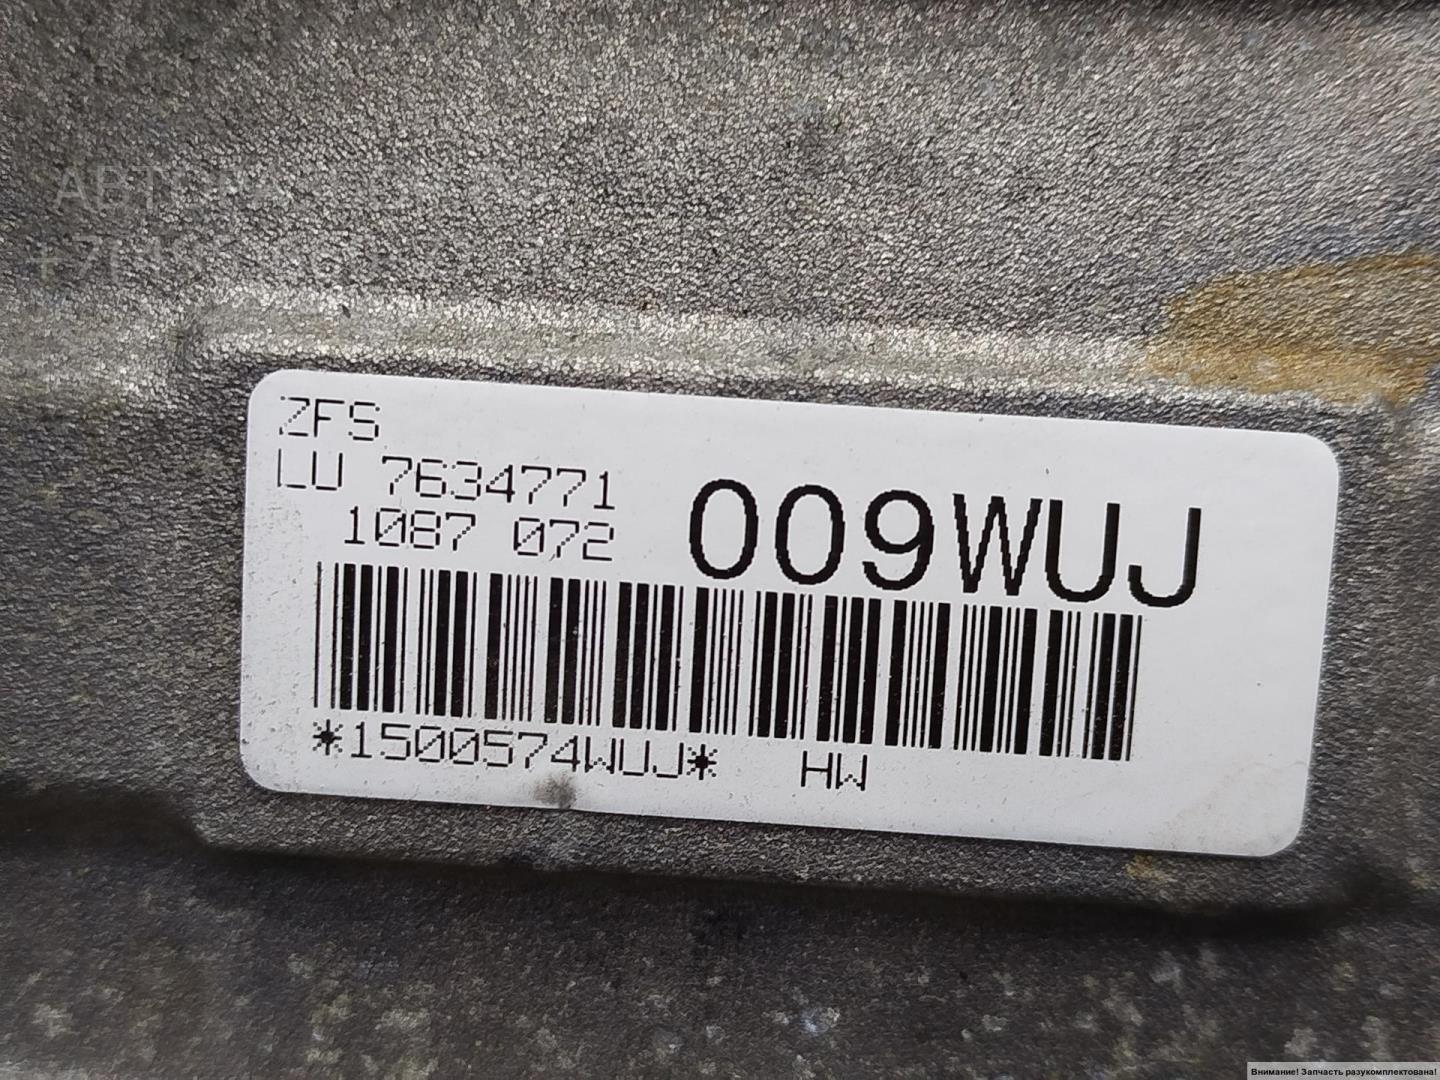 ZFS
LU 7634771
1087 072
009WUJ
*1500574WUJ* HW
Внимание! Запчасть разукомплектована!